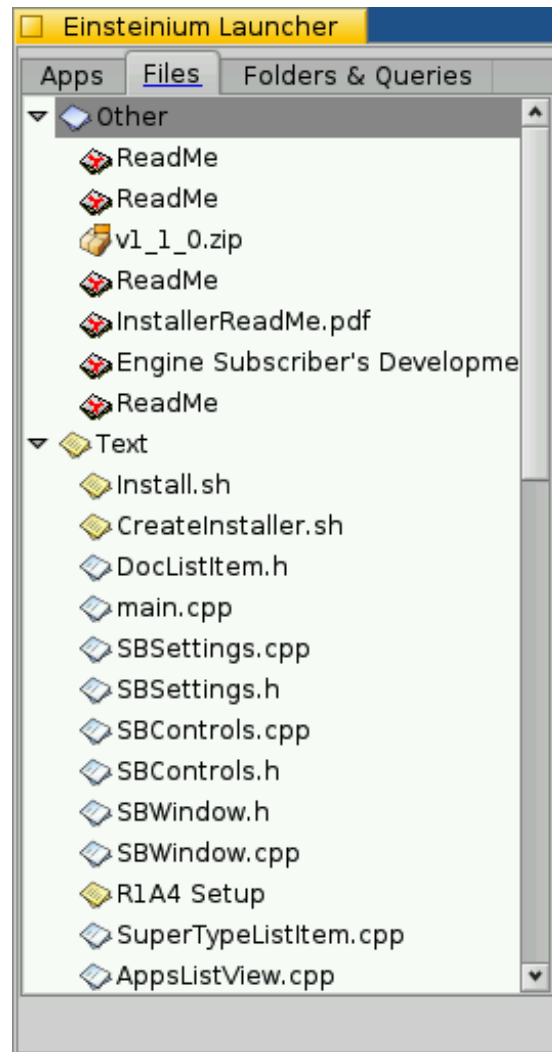 Einsteinium Launcher
Apps Files Folders & Queries
Other
ReadMe
ReadMe
v1_1_0.zip
ReadMe
InstallerReadMe.pdf
Engine Subscriber's Developme
ReadMe
Text
Install.sh
CreateInstaller.sh
DocListItem.h
main.cpp
SBSettings.cpp
SBSettings.h
SBControls.cpp
SBControls.h
SBWindow.h
SBWindow.cpp
R1A4 Setup
SuperTypeListItem.cpp
AppsListView.cpp